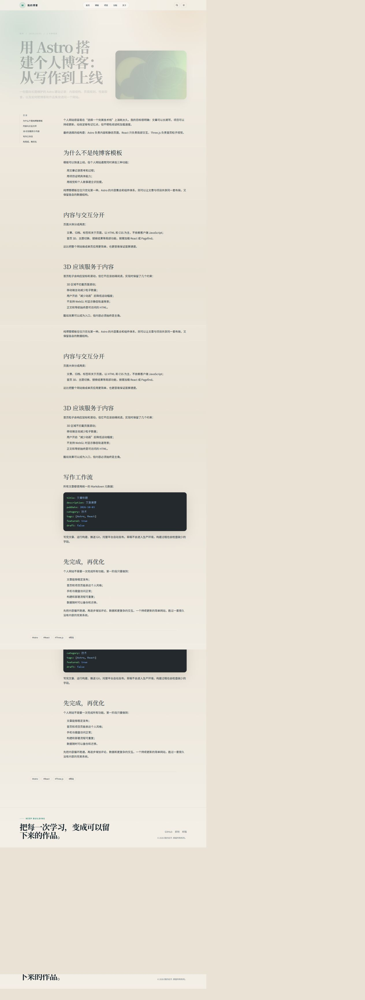 M 我的博客
首页 博客 项目 归档 关于
用 Astro 搭
建个人博客：
从写作到上线
一份面向长期维护的 Astro 建站记录：内容结构、页面规划、性能取
舍，以及如何把博客和作品集放进同一个网站。
目录
为什么不是纯博客模板
内容与交互分开
3D 应该服务于内容
写作工作流
先完成，再优化
个人网站很容易在“选择一个完美技术栈”上消耗太久。我的目标很明确：文章可以长期写，项目可以
持续更新，动效足够有记忆点，但不牺牲阅读和加载速度。
最终选择的结构是：Astro 负责内容和静态页面，React 只负责局部交互，Three.js 负责首页粒子视觉。
为什么不是纯博客模板
模板可以快速上线，但个人网站通常同时承担三种功能：
用文章记录思考和过程；
用项目证明具体能力；
用视觉和个人故事建立识别度。
纯博客模板往往只优化第一种。Astro 的内容集合和组件体系，则可以让文章与项目共享同一套布局，又
保留各自的数据结构。
内容与交互分开
页面大体分成两类：
文章、归档、标签和关于页面，以 HTML 和 CSS 为主，不依赖客户端 JavaScript；
首页 3D、主题切换、搜索结果等局部功能，按需加载 React 或 Pagefind。
这比把整个网站做成单页应用更简单，也更容易保证首屏速度。
3D 应该服务于内容
首页粒子会响应鼠标和滚动，但它不应该妨碍阅读。实现时保留了几个约束：
3D 区域不拦截页面滚动；
移动端主动减少粒子数量；
用户开启“减少动画”后降低运动幅度；
不支持 WebGL 时显示静态轨道背景；
正文和导航始终是可访问的 HTML。
酷炫效果可以成为入口，但内容必须始终是主角。
纯博客模板往往只优化第一种。Astro 的内容集合和组件体系，则可以让文章与项目共享同一套布局，又
保留各自的数据结构。
内容与交互分开
页面大体分成两类：
文章、归档、标签和关于页面，以 HTML 和 CSS 为主，不依赖客户端 JavaScript；
首页 3D、主题切换、搜索结果等局部功能，按需加载 React 或 Pagefind。
这比把整个网站做成单页应用更简单，也更容易保证首屏速度。
3D 应该服务于内容
首页粒子会响应鼠标和滚动，但它不应该妨碍阅读。实现时保留了几个约束：
3D 区域不拦截页面滚动；
移动端主动减少粒子数量；
用户开启“减少动画”后降低运动幅度；
不支持 WebGL 时显示静态轨道背景；
正文和导航始终是可访问的 HTML。
酷炫效果可以成为入口，但内容必须始终是主角。
写作工作流
所有文章都使用统一的 Markdown 元数据：
title: 文章标题
description: 文章摘要
pubDate: 2026-10-03
category: 技术
tags: [Astro, React]
featured: true
draft: false
写完文章、运行构建、推送 Git，托管平台自动发布。草稿不会进入生产环境，构建过程也会检查缺少的
字段。
先完成，再优化
个人网站不需要一次完成所有功能。第一阶段只要做到：
文章能够稳定发布；
首页和项目页能表达个人风格；
手机与键盘访问正常；
构建和部署流程可重复；
数据随时可以备份和迁移。
先把内容循环跑通，再逐步增加评论、数据和更复杂的交互。一个持续更新的简单网站，胜过一套很久
没有内容的完美系统。
#Astro #React #Three.js #网站
category: 技术
tags: [Astro, React]
featured: true
draft: false
写完文章、运行构建、推送 Git，托管平台自动发布。草稿不会进入生产环境，构建过程也会检查缺少的
字段。
先完成，再优化
个人网站不需要一次完成所有功能。第一阶段只要做到：
文章能够稳定发布；
首页和项目页能表达个人风格；
手机与键盘访问正常；
构建和部署流程可重复；
数据随时可以备份和迁移。
先把内容循环跑通，再逐步增加评论、数据和更复杂的交互。一个持续更新的简单网站，胜过一套很久
没有内容的完美系统。
#Astro #React #Three.js #网站
KEEP BUILDING
把每一次学习，变成可以留
下来的作品。
GitHub 即刻 邮箱
© 2026 我的名字. 保留所有权利。
下来的作品。
© 2026 我的名字. 保留所有权利。